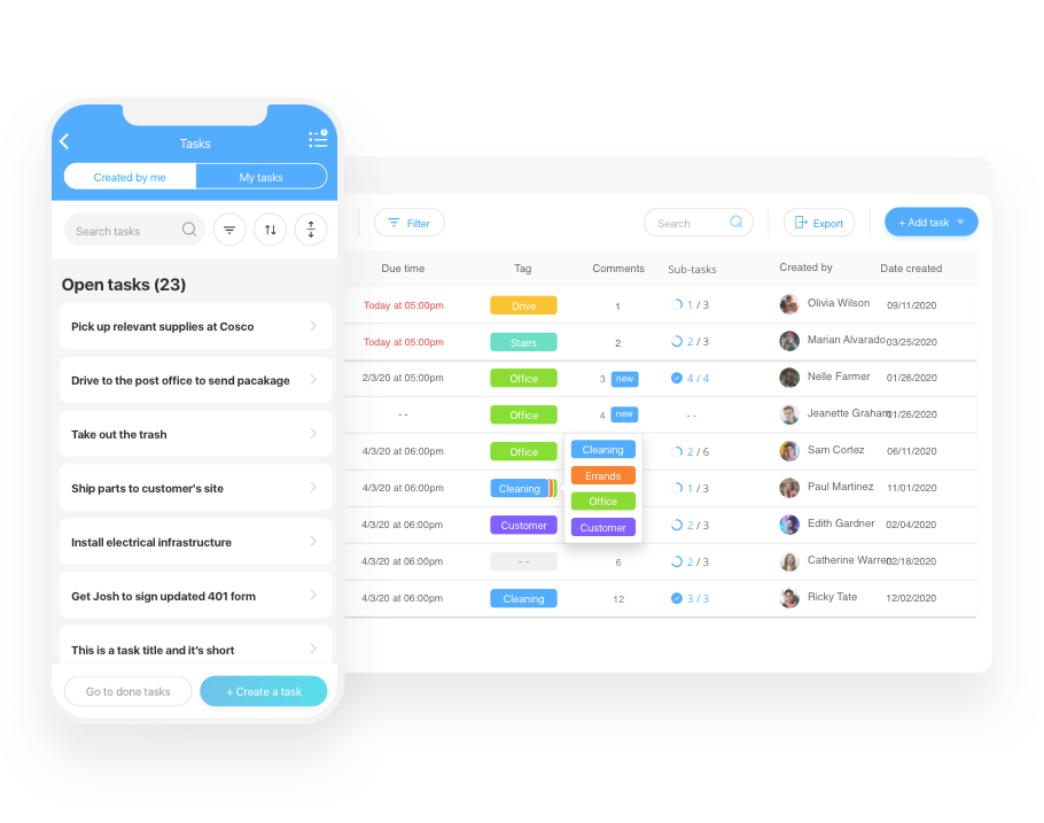 Tasks
Created by me My tasks
Search tasks
Open tasks (23)
Pick up relevant supplies at Cosco
Drive to the post office to send pacakage
Take out the trash
Ship parts to customer's site
Install electrical infrastructure
Get Josh to sign updated 401 form
This is a task title and it's short
Go to done tasks + Create a task
Filter Search Export + Add task
Due time Tag Comments Sub-tasks Created by Date created
Today at 05:00pm Drive 1 1 / 3 Olivia Wilson 09/11/2020
Today at 05:00pm Stairs 2 2 / 3 Marian Alvarado 03/25/2020
2/3/20 at 05:00pm Office 3 new 4 / 4 Nelle Farmer 01/26/2020
- - Office 4 new - - Jeanette Graham 01/26/2020
4/3/20 at 06:00pm Office 2 / 6 Sam Cortez 06/11/2020
4/3/20 at 06:00pm Cleaning 1 / 3 Paul Martinez 11/01/2020
4/3/20 at 06:00pm Customer 2 / 3 Edith Gardner 02/04/2020
4/3/20 at 06:00pm - - 6 2 / 3 Catherine Warren 02/18/2020
4/3/20 at 06:00pm Cleaning 12 3 / 3 Ricky Tate 12/02/2020
Cleaning
Errands
Office
Customer